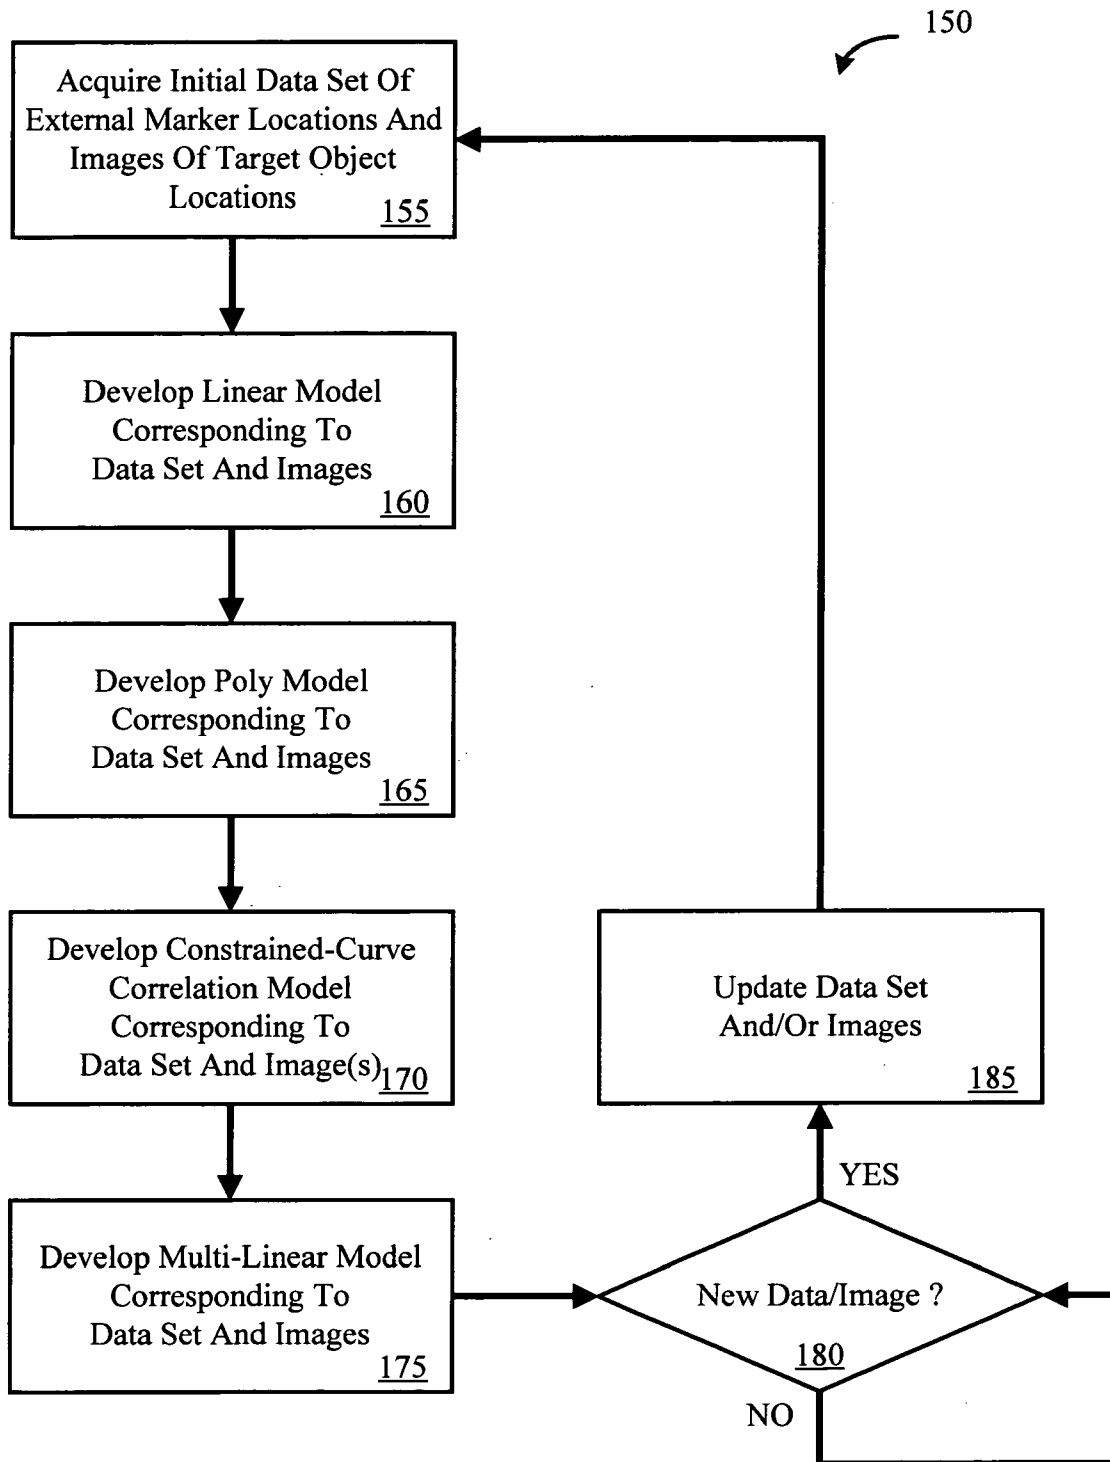 150
Acquire Initial Data Set Of
External Marker Locations And
Images Of Target Object
Locations
155
Develop Linear Model
Corresponding To
Data Set And Images
160
Develop Poly Model
Corresponding To
Data Set And Images
165
Develop Constrained-Curve
Correlation Model
Corresponding To
Data Set And Image(s)
170
Update Data Set
And/Or Images
185
YES
Develop Multi-Linear Model
Corresponding To
Data Set And Images
175
New Data/Image ?
180
NO